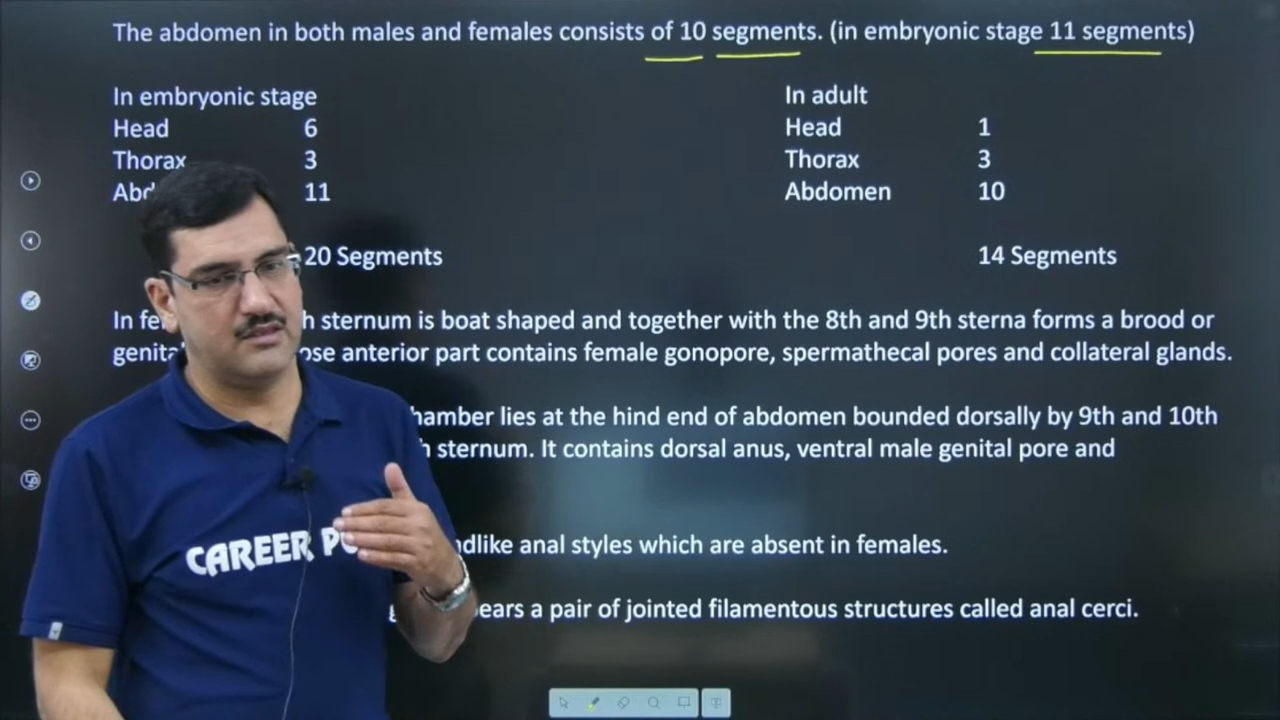 The abdomen in both males and females consists of 10 segments. (in embryonic stage 11 segments)
In embryonic stage
Head 6
Thorax 3
Abd 11
20 Segments
In adult
Head 1
Thorax 3
Abdomen 10
14 Segments
In fe h sternum is boat shaped and together with the 8th and 9th sterna forms a brood or
genita ose anterior part contains female gonopore, spermathecal pores and collateral glands.
hamber lies at the hind end of abdomen bounded dorsally by 9th and 10th
h sternum. It contains dorsal anus, ventral male genital pore and
dlike anal styles which are absent in females.
bears a pair of jointed filamentous structures called anal cerci.
CAREER PO